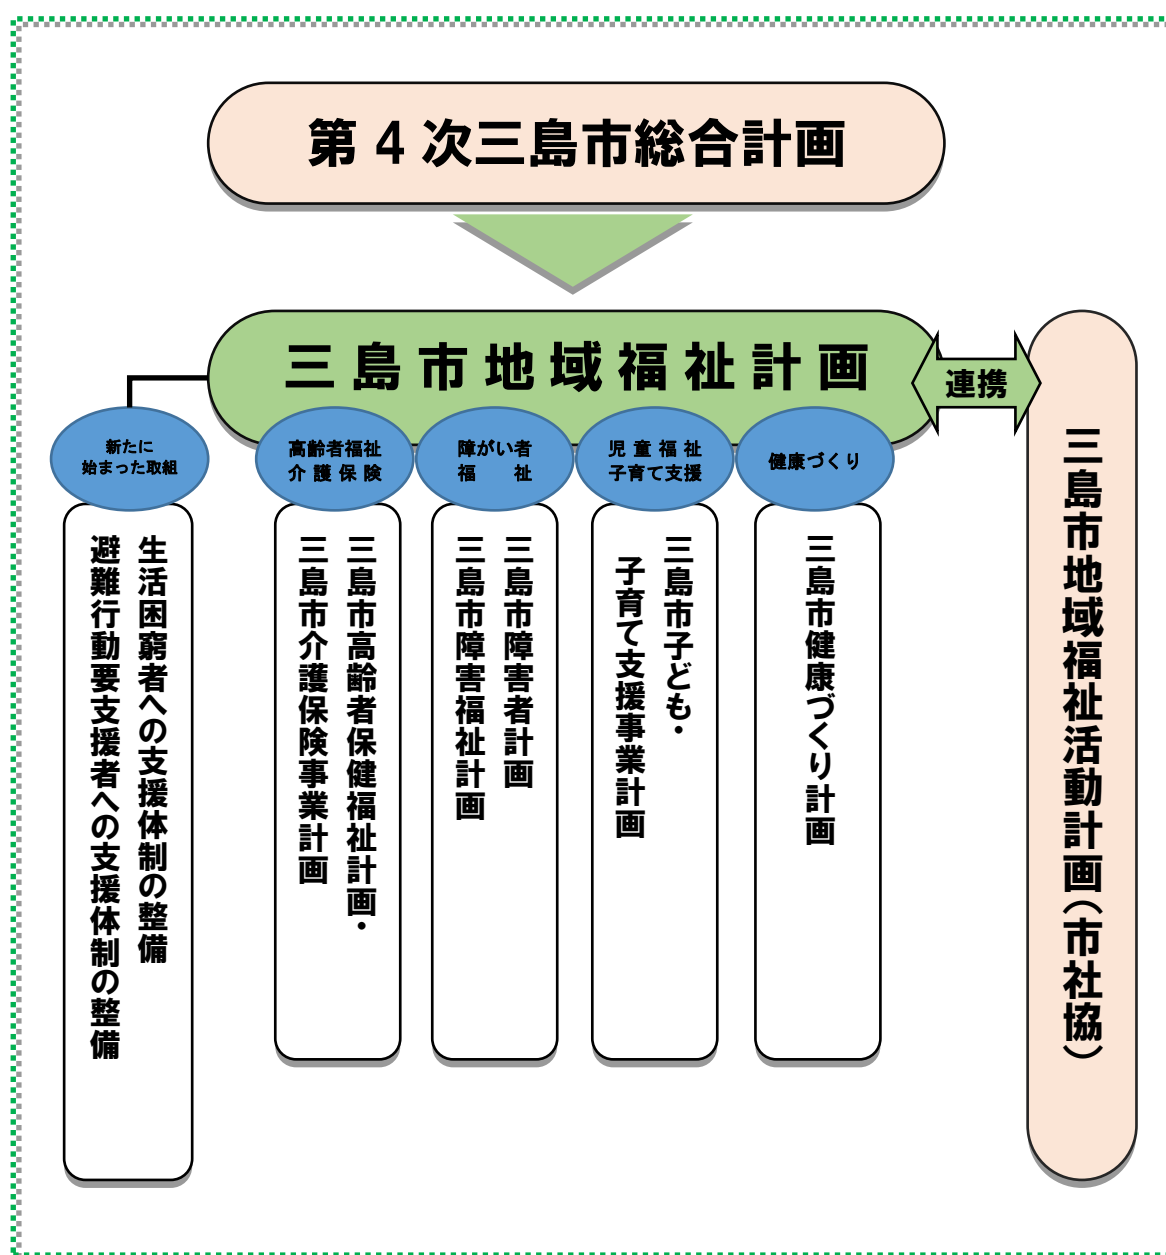 第４次三島市総合計画
三島市地域福祉計画
連携
新たに
始まった取組
生活困窮者への支援体制の整備
避難行動要支援者への支援体制の整備
高齢者福祉
介護保険
三島市高齢者保健福祉計画・
三島市介護保険事業計画
障がい者
福　祉
三島市障害者計画
三島市障害福祉計画
児童福祉
子育て支援
三島市子ども・
子育て支援事業計画
健康づくり
三島市健康づくり計画
三島市地域福祉活動計画（市社協）